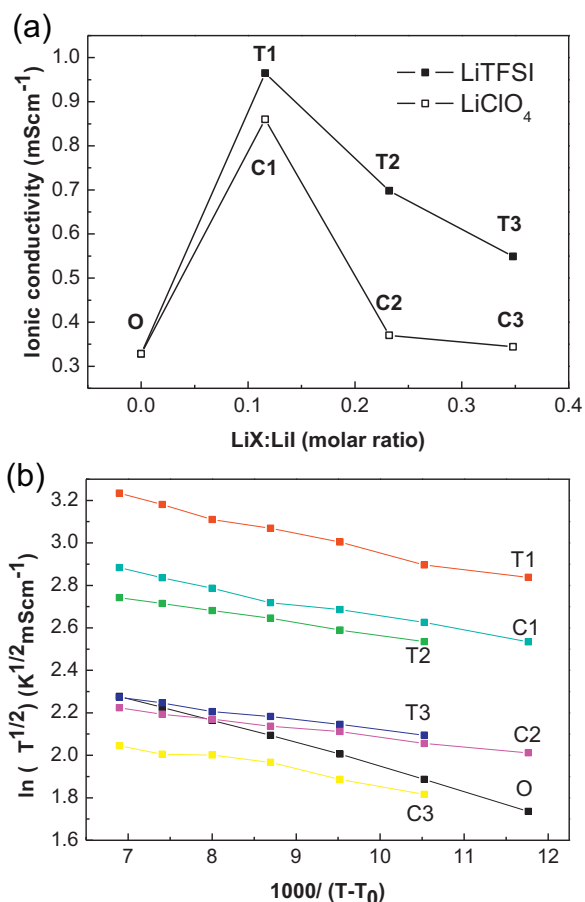 (a)
1.0
0.9
0.8
0.7
0.6
0.5
0.4
0.3
Ionic conductivity (mScm⁻¹)
T1
LiTFSI
LiClO₄
C1
T2
T3
O
C2
C3
0.0 0.1 0.2 0.3 0.4
LiX:LiI (molar ratio)
(b)
3.2
3.0
2.8
2.6
2.4
2.2
2.0
1.8
1.6
ln ( T^1/2) (K^1/2mScm⁻¹)
T1
C1
T2
T3
C2
O
C3
7 8 9 10 11 12
1000/ (T-T₀)